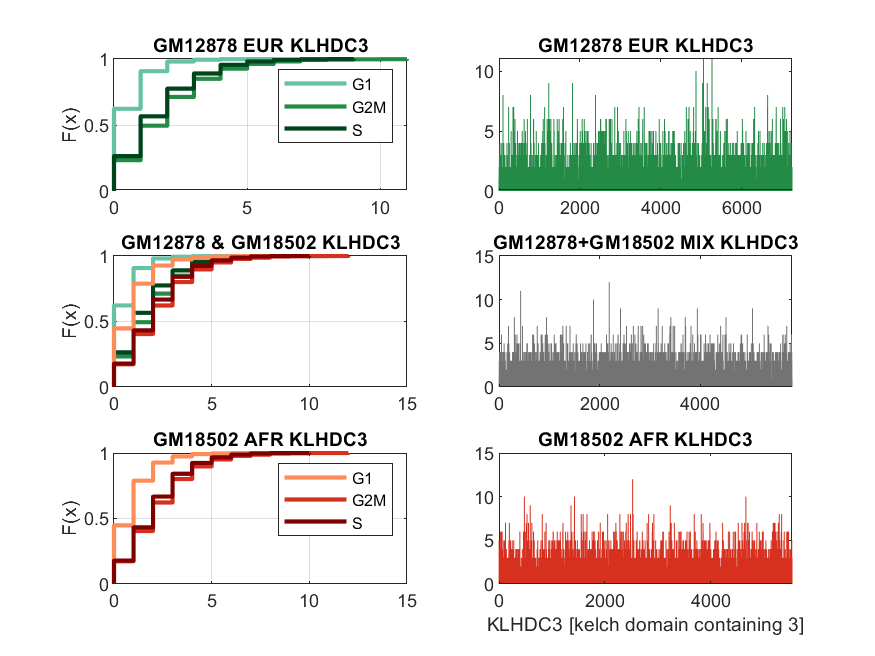 GM12878 EUR KLHDC3
1
0.5
0
F(x)
0 5 10
G1
G2M
S
GM12878 EUR KLHDC3
10
5
0
0 2000 4000 6000
GM12878 & GM18502 KLHDC3
1
0.5
0
F(x)
0 5 10 15
GM12878+GM18502 MIX KLHDC3
15
10
5
0
0 2000 4000
GM18502 AFR KLHDC3
1
0.5
0
F(x)
0 5 10 15
G1
G2M
S
GM18502 AFR KLHDC3
15
10
5
0
0 2000 4000
KLHDC3 [kelch domain containing 3]